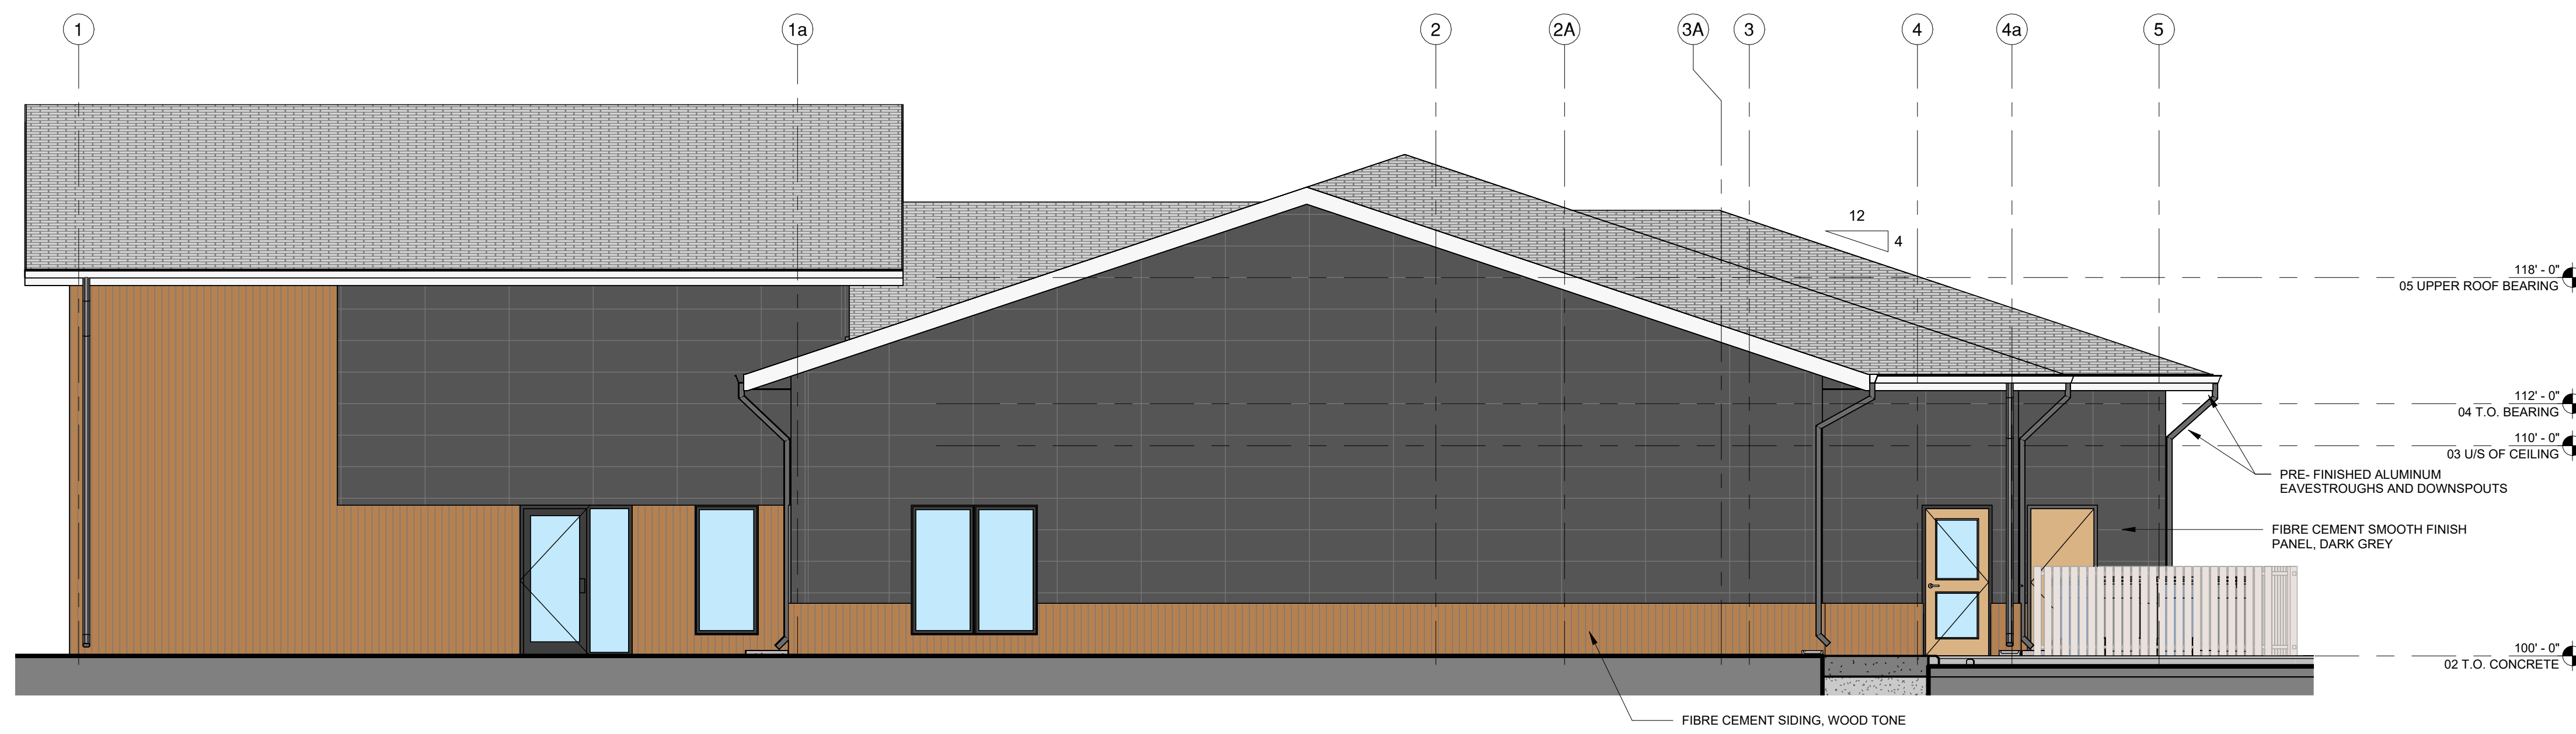 1
1a
2
2A
3A
3
4
4a
5
12
4
118' - 0"
05 UPPER ROOF BEARING
112' - 0"
04 T.O. BEARING
110' - 0"
03 U/S OF CEILING
PRE- FINISHED ALUMINUM
EAVESTROUGHS AND DOWNSPOUTS
FIBRE CEMENT SMOOTH FINISH
PANEL, DARK GREY
100' - 0"
02 T.O. CONCRETE
FIBRE CEMENT SIDING, WOOD TONE